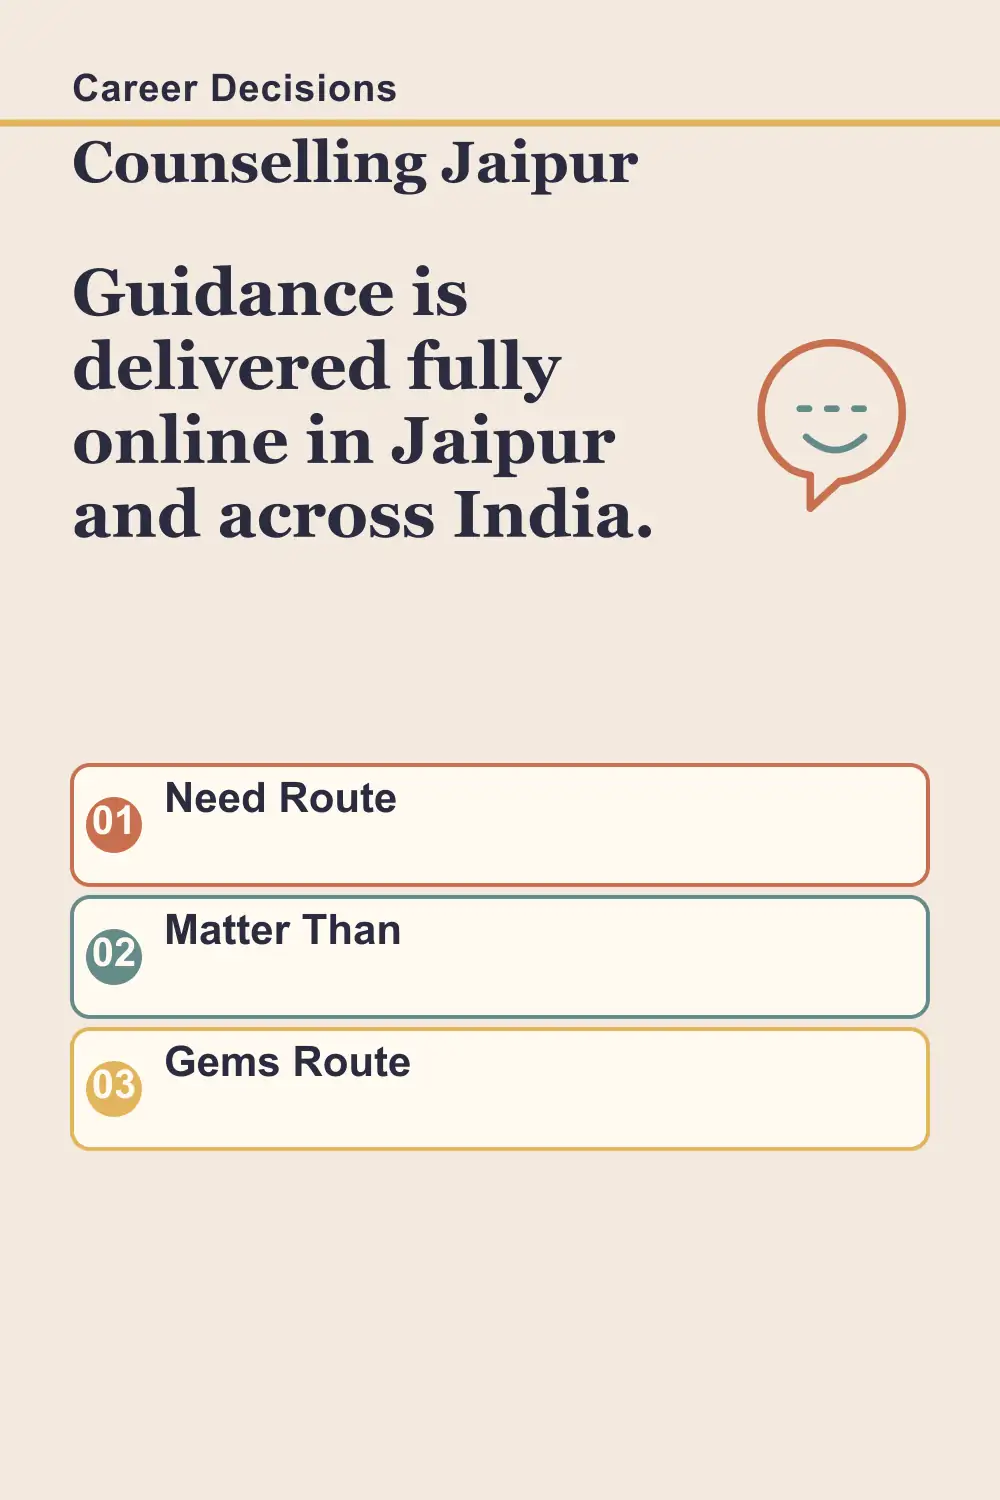 Career Decisions
Counselling Jaipur
Guidance is
delivered fully
online in Jaipur
and across India.
01 Need Route
02 Matter Than
03 Gems Route